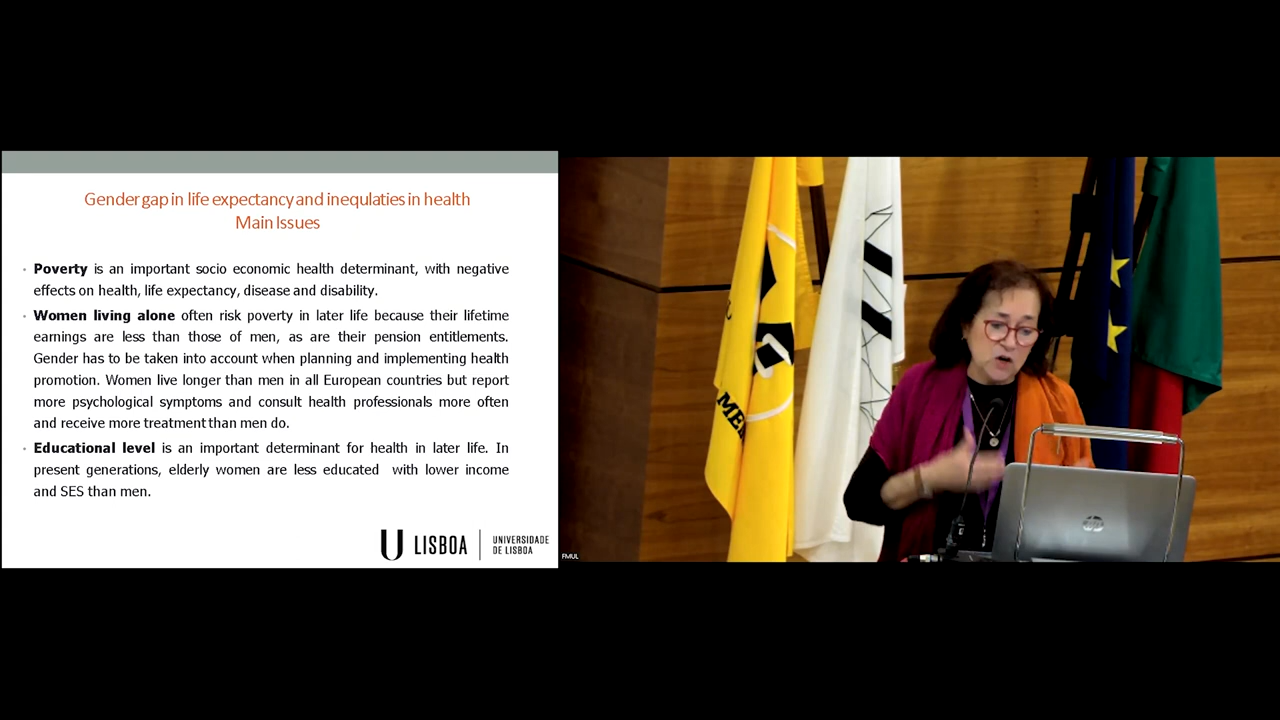 Gender gap in life expectancy and inequlaties in health
Main Issues
Poverty is an important socio economic health determinant, with negative
effects on health, life expectancy, disease and disability.
Women living alone often risk poverty in later life because their lifetime
earnings are less than those of men, as are their pension entitlements.
Gender has to be taken into account when planning and implementing health
promotion. Women live longer than men in all European countries but report
more psychological symptoms and consult health professionals more often
and receive more treatment than men do.
Educational level is an important determinant for health in later life. In
present generations, elderly women are less educated with lower income
and SES than men.
U LISBOA
UNIVERSIDADE
DE LISBOA
FMUL
hp